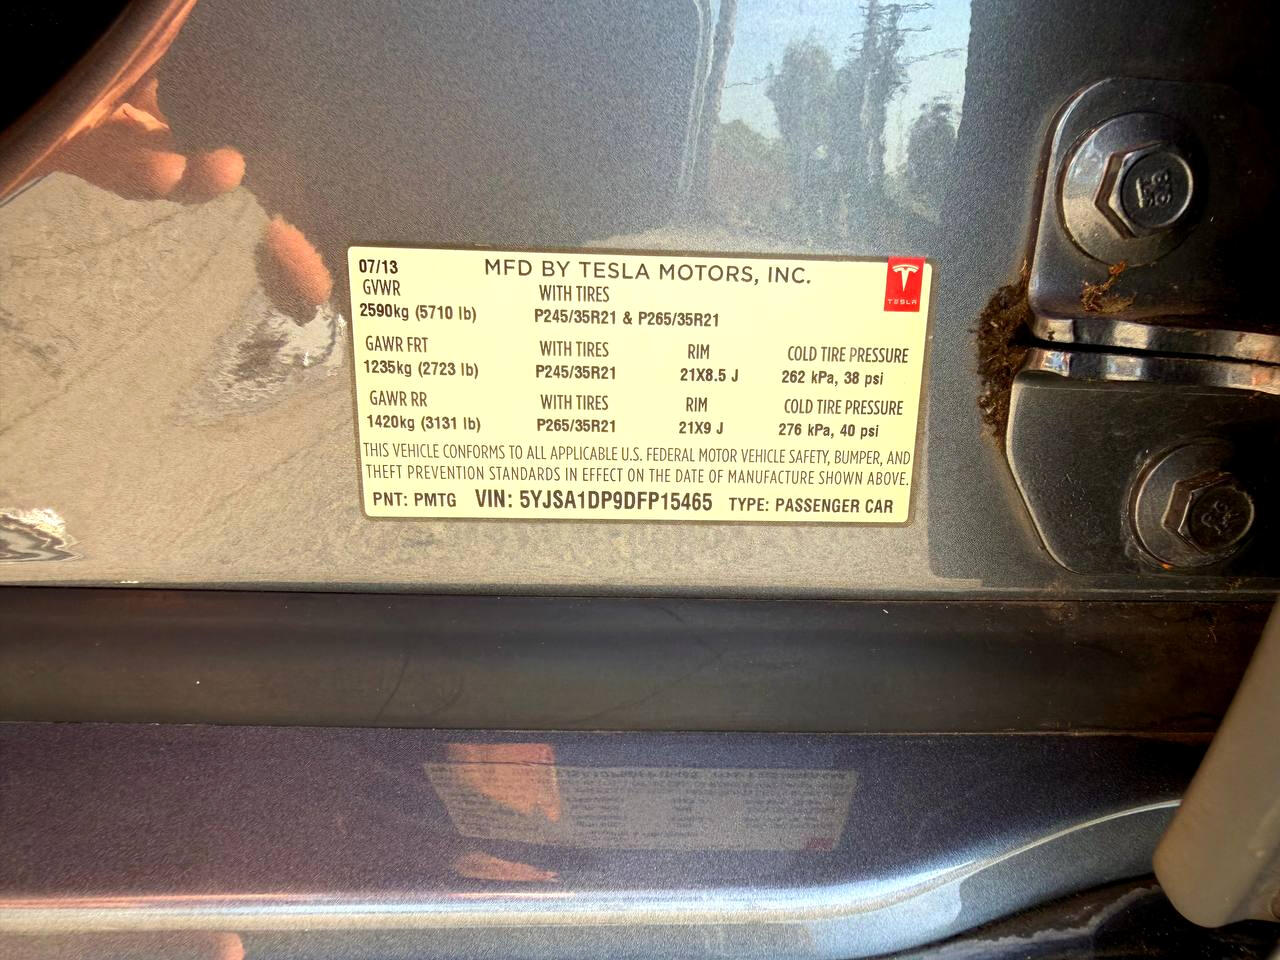 07/13 MFD BY TESLA MOTORS, INC.
TESLA
GVWR WITH TIRES
2590kg (5710 lb) P245/35R21 & P265/35R21
GAWR FRT WITH TIRES RIM COLD TIRE PRESSURE
1235kg (2723 lb) P245/35R21 21X8.5 J 262 kPa, 38 psi
GAWR RR WITH TIRES RIM COLD TIRE PRESSURE
1420kg (3131 lb) P265/35R21 21X9 J 276 kPa, 40 psi
THIS VEHICLE CONFORMS TO ALL APPLICABLE U.S. FEDERAL MOTOR VEHICLE SAFETY, BUMPER, AND
THEFT PREVENTION STANDARDS IN EFFECT ON THE DATE OF MANUFACTURE SHOWN ABOVE.
PNT: PMTG VIN: 5YJSA1DP9DFP15465 TYPE: PASSENGER CAR